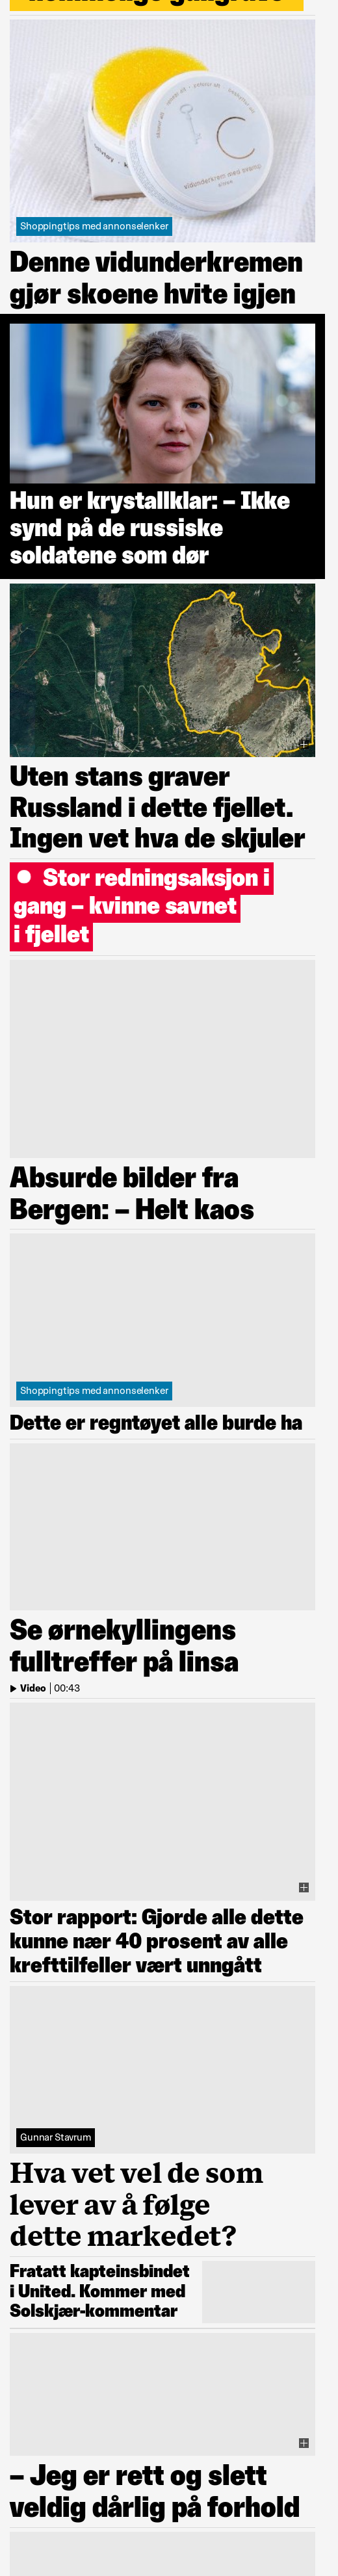 Shoppingtips med annonselenker
Denne vidunderkremen
gjør skoene hvite igjen
Hun er krystallklar: – Ikke
synd på de russiske
soldatene som dør
Uten stans graver
Russland i dette fjellet.
Ingen vet hva de skjuler
Stor redningsaksjon i
gang – kvinne savnet
i fjellet
Absurde bilder fra
Bergen: – Helt kaos
Shoppingtips med annonselenker
Dette er regntøyet alle burde ha
Se ørnekyllingens
fulltreffer på linsa
Video | 00:43
Stor rapport: Gjorde alle dette
kunne nær 40 prosent av alle
krefttilfeller vært unngått
Gunnar Stavrum
Hva vet vel de som
lever av å følge
dette markedet?
Fratatt kapteinsbindet
i United. Kommer med
Solskjær-kommentar
– Jeg er rett og slett
veldig dårlig på forhold